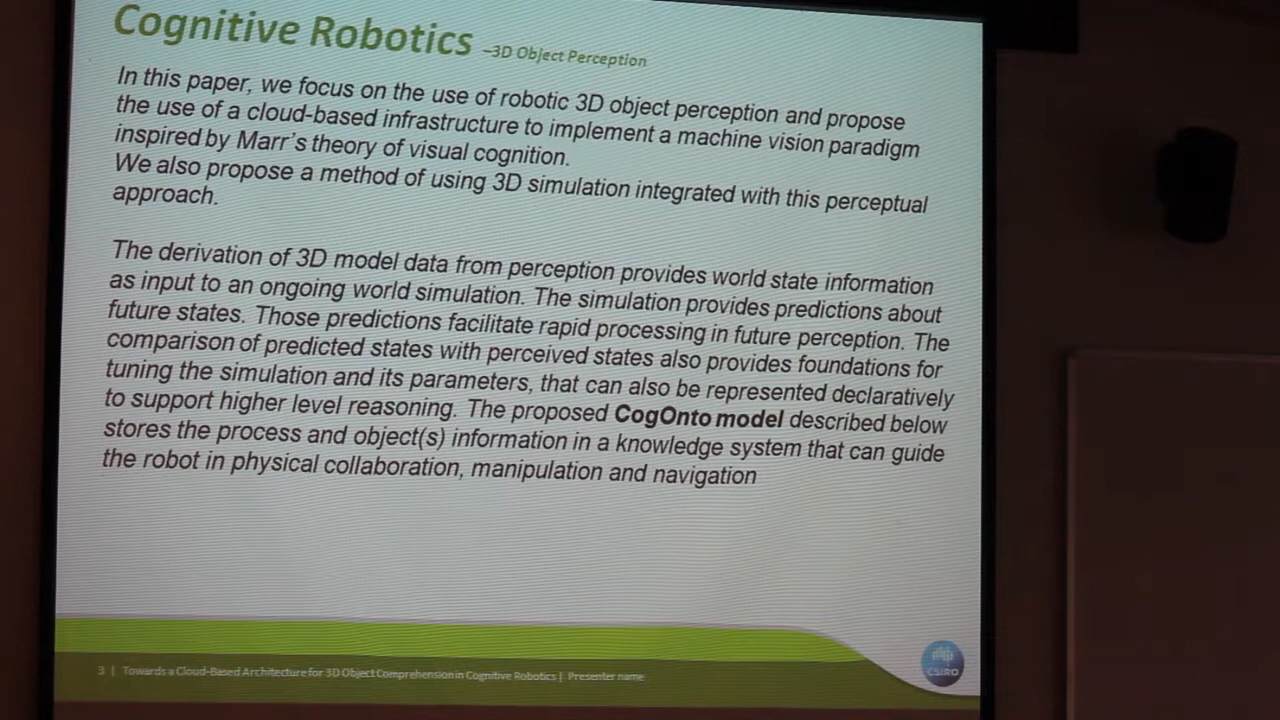 Cognitive Robotics –3D Object Perception
In this paper, we focus on the use of robotic 3D object perception and propose
the use of a cloud-based infrastructure to implement a machine vision paradigm
inspired by Marr's theory of visual cognition.
We also propose a method of using 3D simulation integrated with this perceptual
approach.
The derivation of 3D model data from perception provides world state information
as input to an ongoing world simulation. The simulation provides predictions about
future states. Those predictions facilitate rapid processing in future perception. The
comparison of predicted states with perceived states also provides foundations for
tuning the simulation and its parameters, that can also be represented declaratively
to support higher level reasoning. The proposed CogOnto model described below
stores the process and object(s) information in a knowledge system that can guide
the robot in physical collaboration, manipulation and navigation
3 | Towards a Cloud-Based Architecture for 3D Object Comprehension in Cognitive Robotics | Presenter name
CSIRO